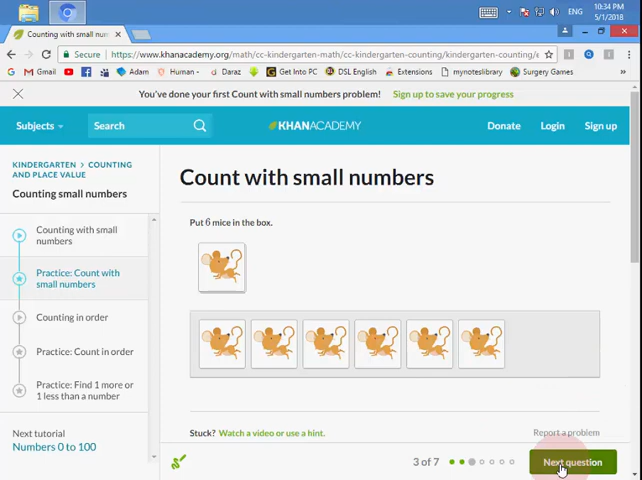 ENG
10:34 PM
5/1/2018
Counting with small num
Secure
https://www.khanacademy.org/math/cc-kindergarten-math/cc-kindergarten-counting/kindergarten-counting/e
Gmail
Adam
Human -
Daraz
Get Into PC
DSL English
Extensions
mynoteslibrary
Surgery Games
You've done your first Count with small numbers problem! Sign up to save your progress
Subjects
Search
KHANACADEMY
Donate
Login
Sign up
KINDERGARTEN > COUNTING
AND PLACE VALUE
Counting small numbers
Counting with small
numbers
Practice: Count with
small numbers
Counting in order
Practice: Count in order
Practice: Find 1 more or
1 less than a number
Next tutorial
Numbers 0 to 100
Count with small numbers
Put 6 mice in the box.
Stuck? Watch a video or use a hint.
Report a problem
3 of 7
Next question